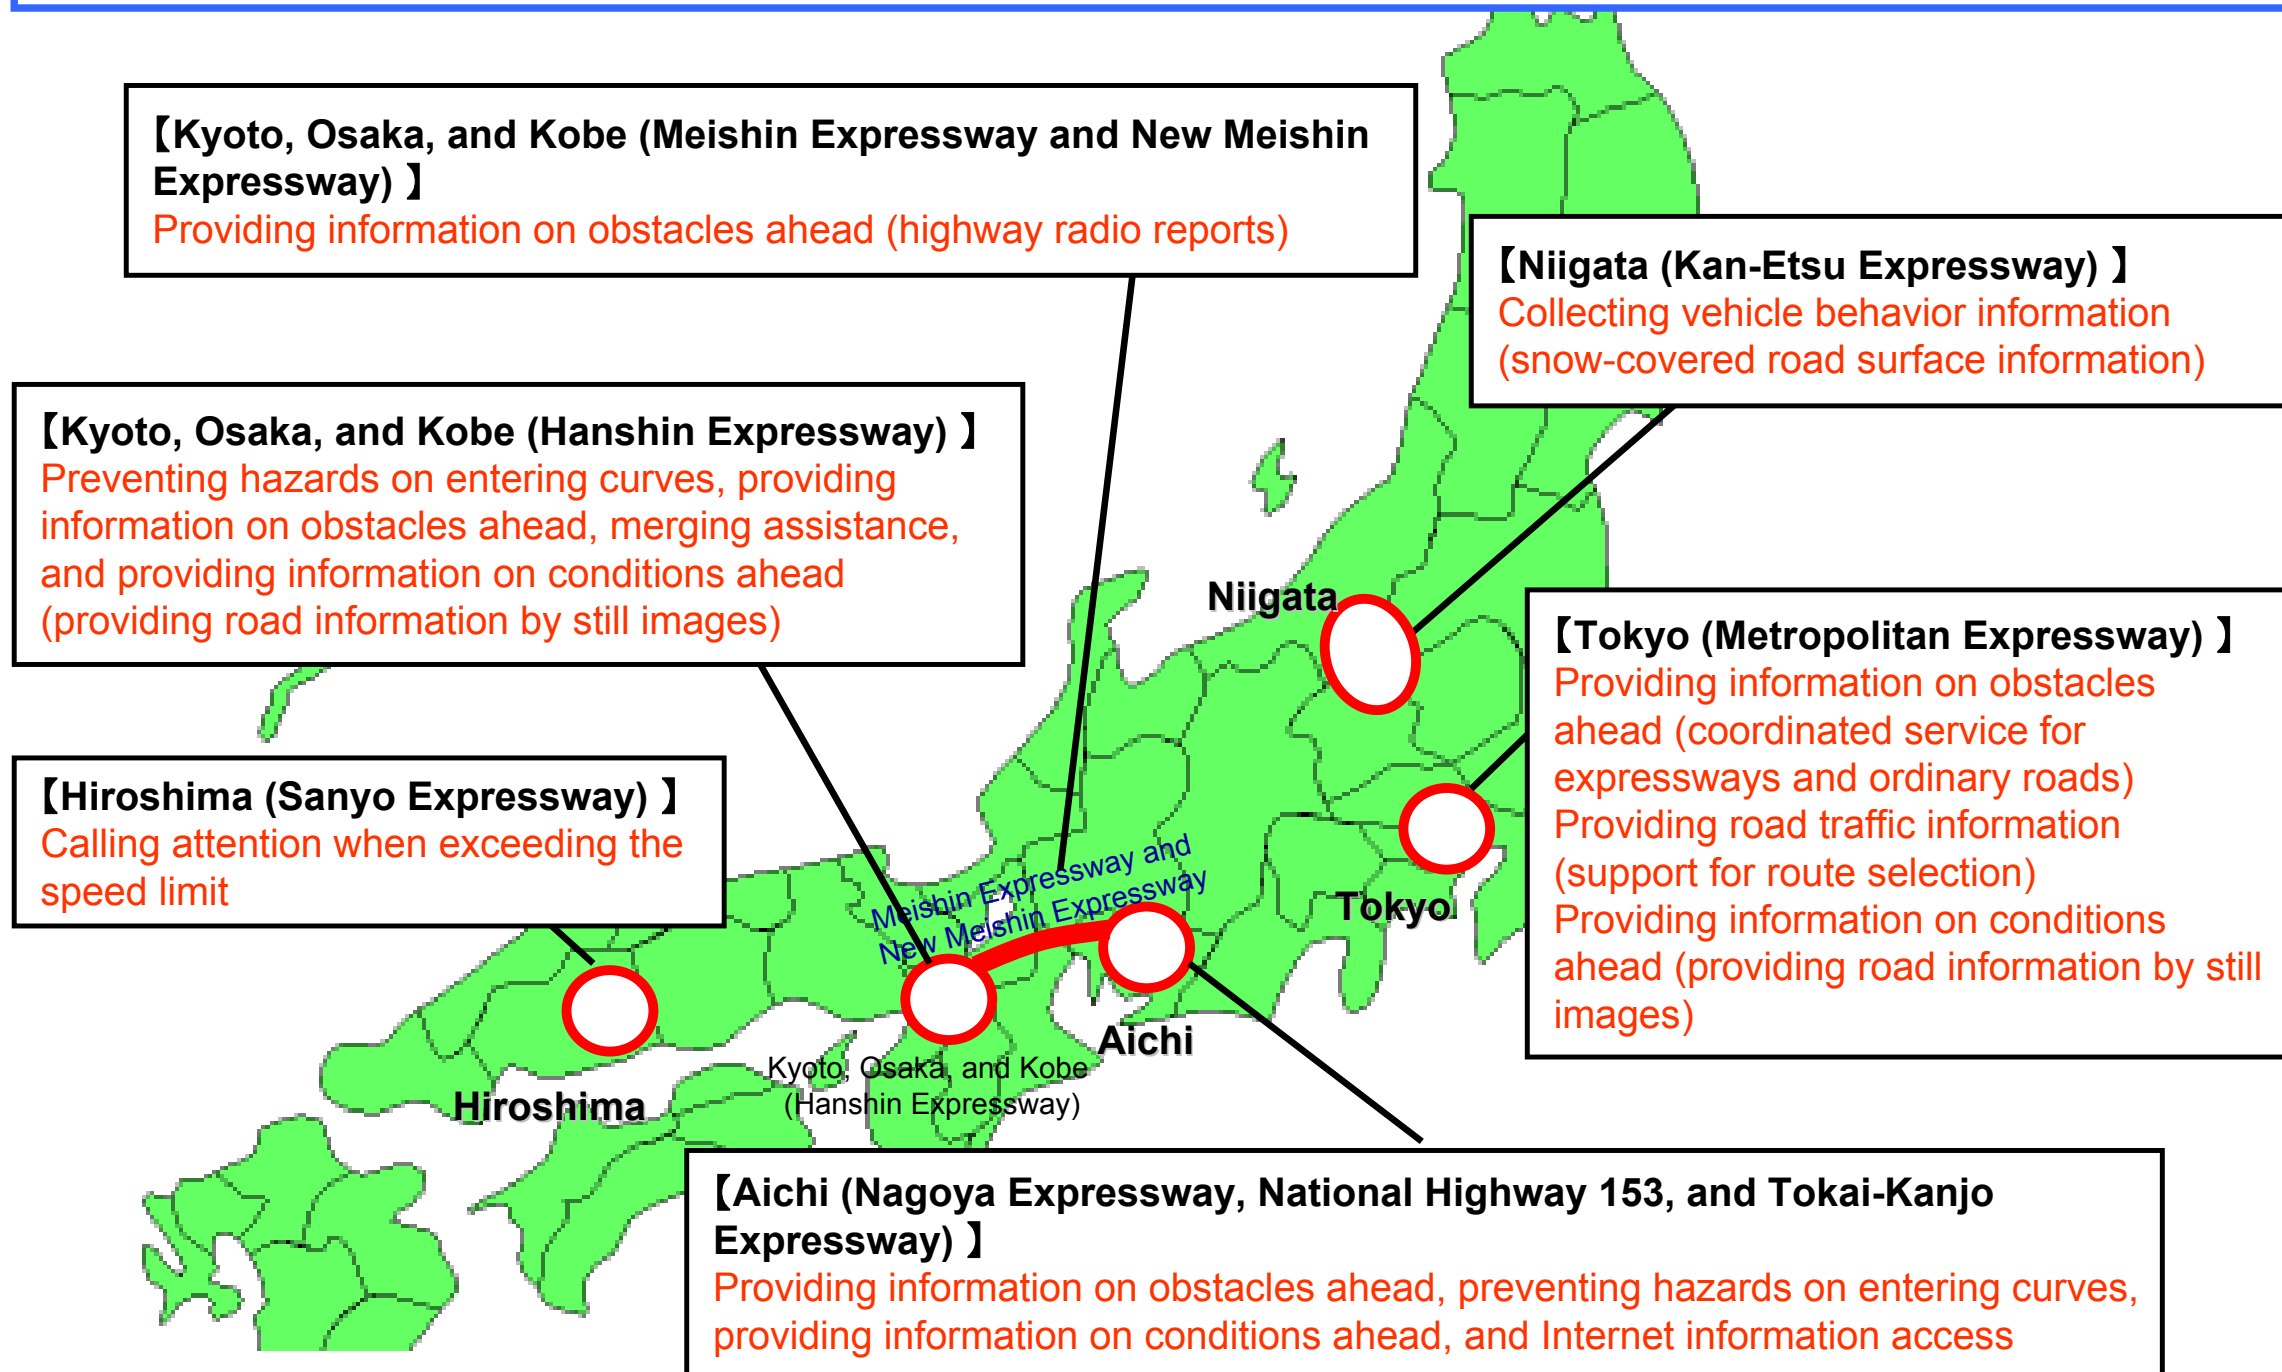 【Kyoto, Osaka, and Kobe (Meishin Expressway and New Meishin
Expressway) 】
Providing information on obstacles ahead (highway radio reports)
【Niigata (Kan-Etsu Expressway) 】
Collecting vehicle behavior information
(snow-covered road surface information)
【Kyoto, Osaka, and Kobe (Hanshin Expressway) 】
Preventing hazards on entering curves, providing
information on obstacles ahead, merging assistance,
and providing information on conditions ahead
(providing road information by still images)
Niigata
【Tokyo (Metropolitan Expressway) 】
Providing information on obstacles
ahead (coordinated service for
expressways and ordinary roads)
Providing road traffic information
(support for route selection)
Providing information on conditions
ahead (providing road information by still
images)
【Hiroshima (Sanyo Expressway) 】
Calling attention when exceeding the
speed limit
Meishin Expressway and
New Meishin Expressway
Tokyo
Aichi
Kyoto, Osaka, and Kobe
(Hanshin Expressway)
Hiroshima
【Aichi (Nagoya Expressway, National Highway 153, and Tokai-Kanjo
Expressway) 】
Providing information on obstacles ahead, preventing hazards on entering curves,
providing information on conditions ahead, and Internet information access